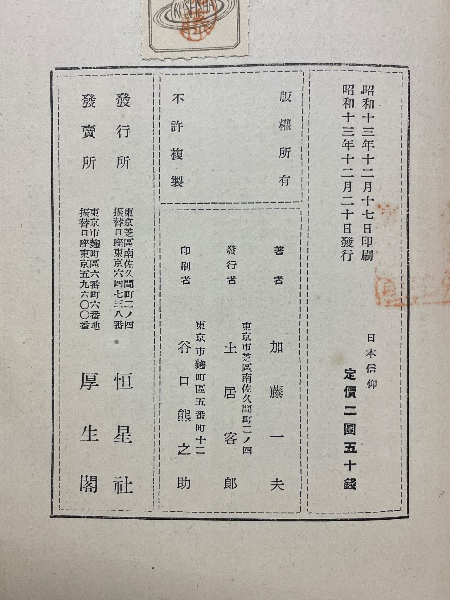 昭和十三年十二月十七日印刷
昭和十三年十二月二十日發行
日本信仰
定價二圓五十錢
版權所有
不許複製
著者 加藤一夫
東京市芝區南佐久間町二ノ四
發行者 土居客郎
東京市麹町區五番町十二
印刷者 谷口熊之助
發行所 東京芝區南佐久間町二ノ四
振替口座東京六四七三八番 恒星社
發賣所 東京市麹町區六番町六番地
振替口座東京五九六〇〇番 厚生閣